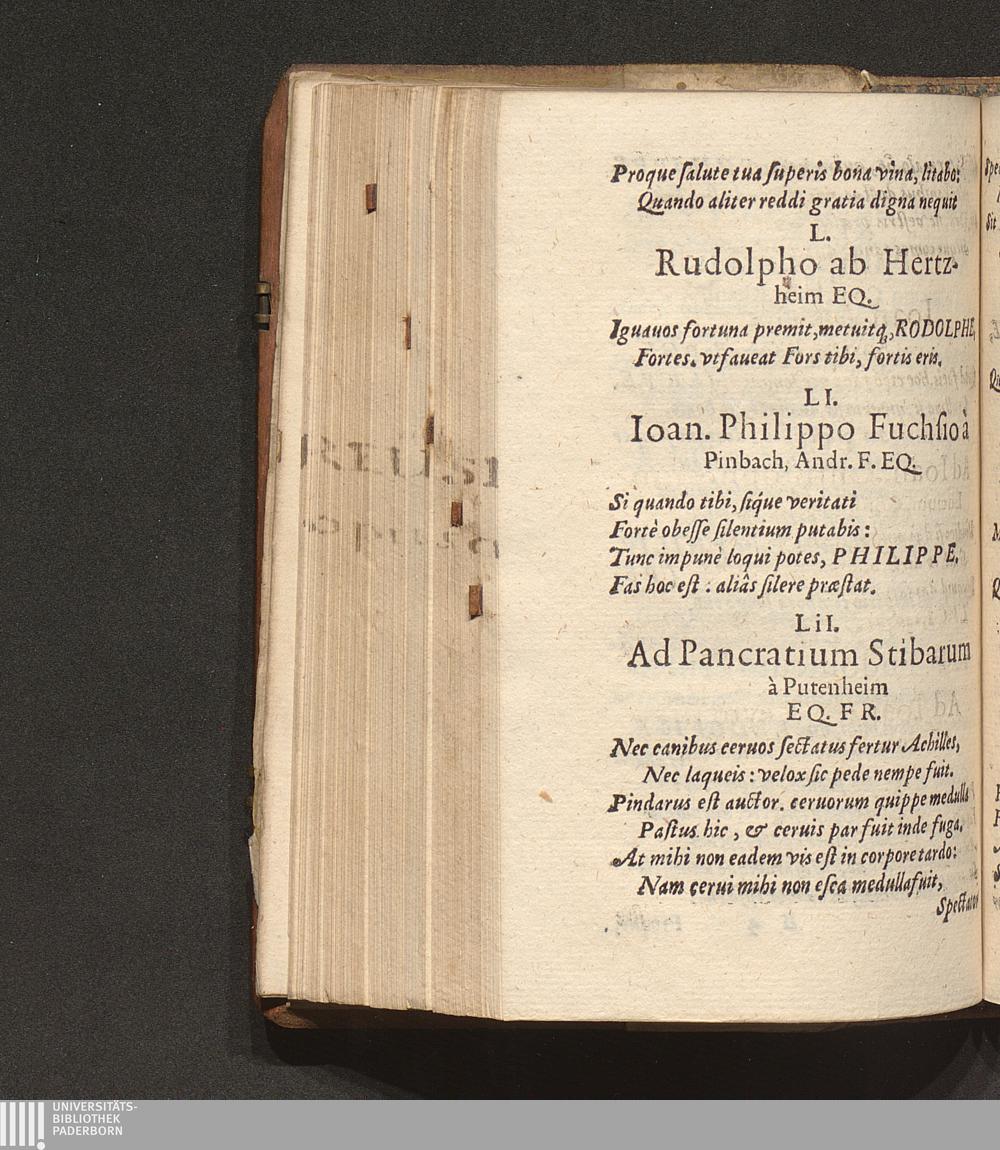 Proque ſalute tua ſuperis bona vina, litabo:
Quando aliter reddi gratia digna nequit
L.
Rudolpho ab Hertz-
heim EQ.
Ignauos fortuna premit, metuitq;, RODOLPHE,
Fortes. vt faueat Fors tibi, fortis eris.
LI.
Ioan. Philippo Fuchſio à
Pinbach, Andr. F. EQ.
Si quando tibi, ſiq́ue veritati
Fortè obeſſe ſilentium putabis:
Tunc impunè loqui potes, PHILIPPE.
Fas hoc eſt: aliâs ſilere præſtat.
LiI.
Ad Pancratium Stibarum
à Putenheim
EQ. FR.
Nec canibus ceruos ſectatus fertur Achilles,
Nec laqueis: velox ſic pede nempe fuit.
Pindarus eſt auctor. ceruorum quippe medulla
Paſtus hic, & ceruis par fuit inde fuga.
At mihi non eadem vis eſt in corpore tardo:
Nam cerui mihi non eſca medulla fuit,
Spectator
UNIVERSITÄTS-
BIBLIOTHEK
PADERBORN